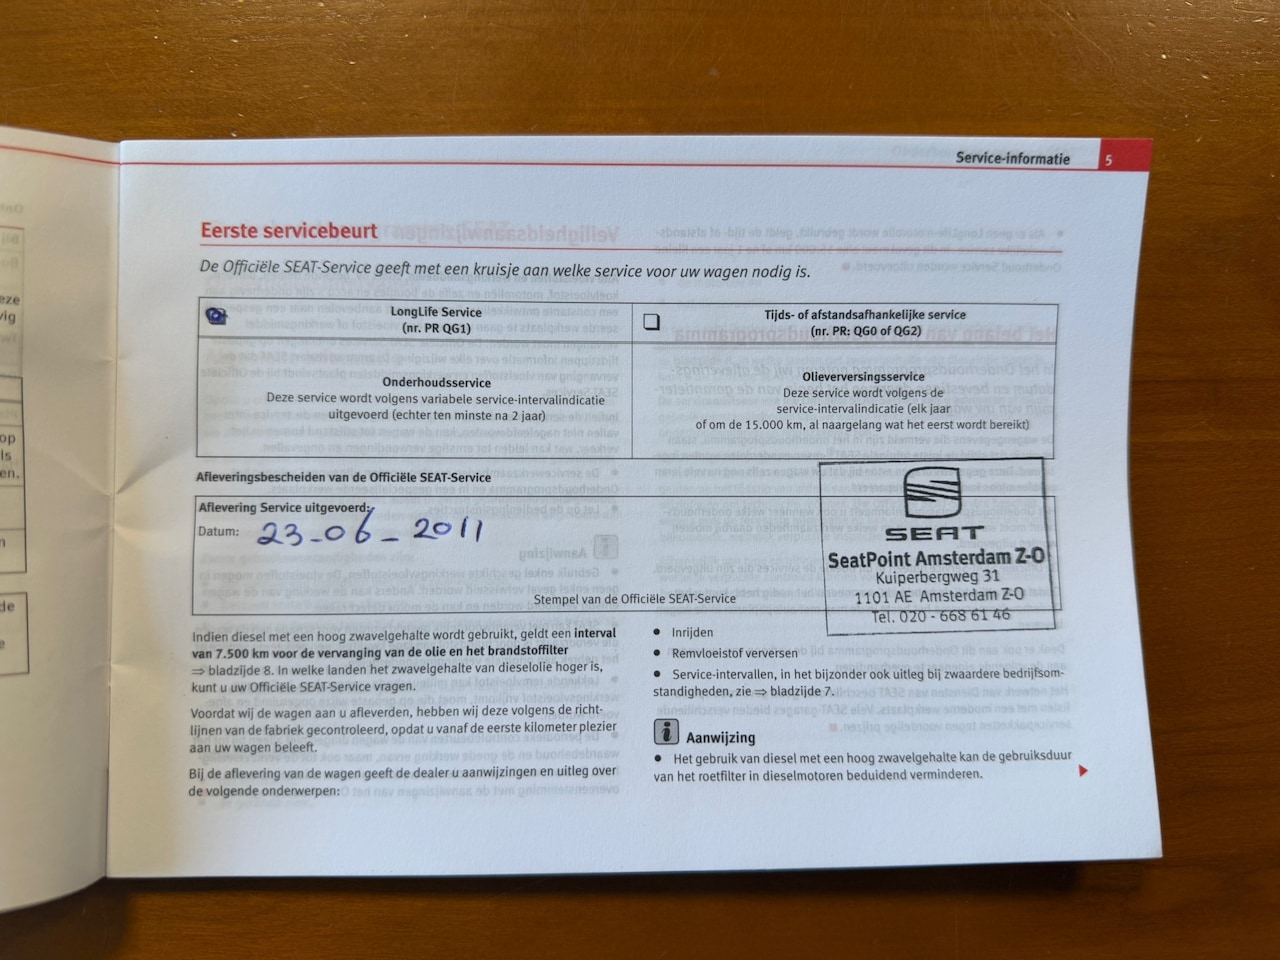 Service-informatie 5
Eerste servicebeurt
De Officiële SEAT-Service geeft met een kruisje aan welke service voor uw wagen nodig is.
LongLife Service
(nr. PR QG1)
Tijds- of afstandsafhankelijke service
(nr. PR: QG0 of QG2)
Onderhoudsservice
Deze service wordt volgens variabele service-intervalindicatie
uitgevoerd (echter ten minste na 2 jaar)
Olieverversingsservice
Deze service wordt volgens de
service-intervalindicatie (elk jaar
of om de 15.000 km, al naargelang wat het eerst wordt bereikt)
Afleveringsbescheiden van de Officiële SEAT-Service
Aflevering Service uitgevoerd:
Datum: 23-06-2011
Stempel van de Officiële SEAT-Service
SEAT
SeatPoint Amsterdam Z-O
Kuiperbergweg 31
1101 AE Amsterdam Z-O
Tel. 020 - 668 61 46
Indien diesel met een hoog zwavelgehalte wordt gebruikt, geldt een interval
van 7.500 km voor de vervanging van de olie en het brandstoffilter
⇒ bladzijde 8. In welke landen het zwavelgehalte van dieselolie hoger is,
kunt u uw Officiële SEAT-Service vragen.
Voordat wij de wagen aan u afleverden, hebben wij deze volgens de richt-
lijnen van de fabriek gecontroleerd, opdat u vanaf de eerste kilometer plezier
aan uw wagen beleeft.
Bij de aflevering van de wagen geeft de dealer u aanwijzingen en uitleg over
de volgende onderwerpen:
• Inrijden
• Remvloeistof verversen
• Service-intervallen, in het bijzonder ook uitleg bij zwaardere bedrijfsom-
standigheden, zie ⇒ bladzijde 7.
i Aanwijzing
• Het gebruik van diesel met een hoog zwavelgehalte kan de gebruiksduur
van het roetfilter in dieselmotoren beduidend verminderen.